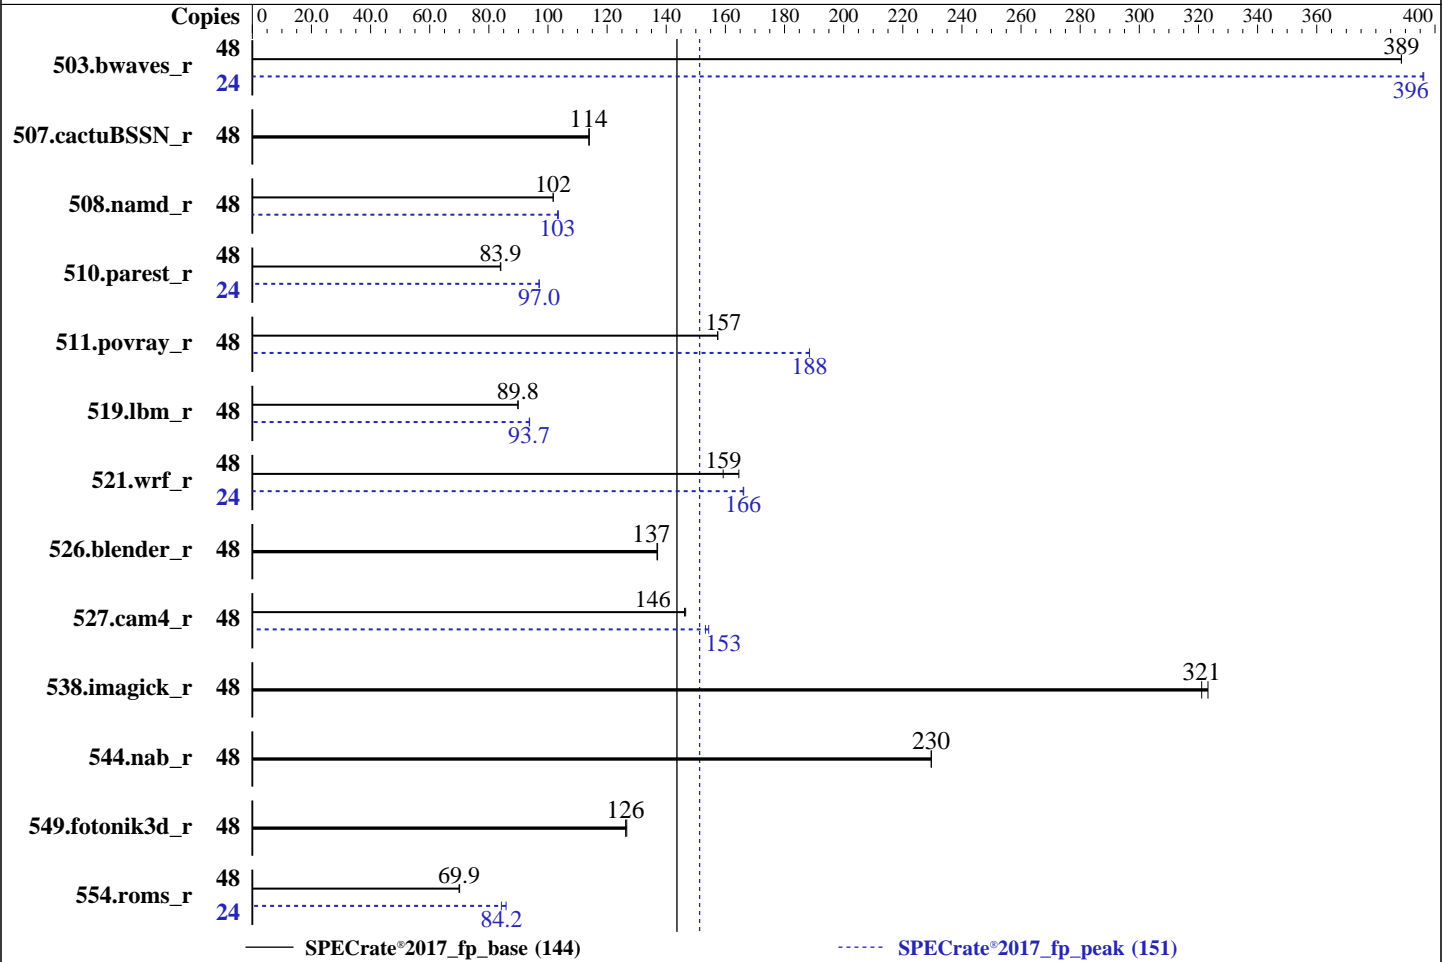 Copies 0 20.0 40.0 60.0 80.0 100 120 140 160 180 200 220 240 260 280 300 320 340 360 400
503.bwaves_r 48 389
24 396
507.cactuBSSN_r 48 114
508.namd_r 48 102
103
510.parest_r 48 83.9
24 97.0
511.povray_r 48 157
188
519.lbm_r 48 89.8
93.7
521.wrf_r 48 159
24 166
526.blender_r 48 137
527.cam4_r 48 146
153
538.imagick_r 48 321
544.nab_r 48 230
549.fotonik3d_r 48 126
554.roms_r 48 69.9
24 84.2
SPECrate®2017_fp_base (144) SPECrate®2017_fp_peak (151)